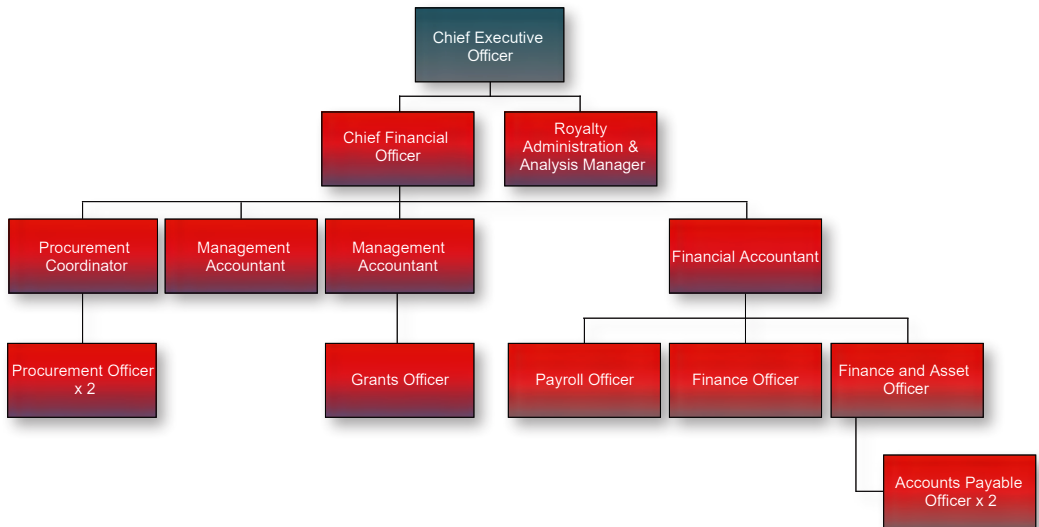 Chief Executive
Officer
Chief Financial
Officer
Royalty
Administration &
Analysis Manager
Procurement
Coordinator
Management
Accountant
Management
Accountant
Financial Accountant
Procurement Officer
x 2
Grants Officer
Payroll Officer
Finance Officer
Finance and Asset
Officer
Accounts Payable
Officer x 2